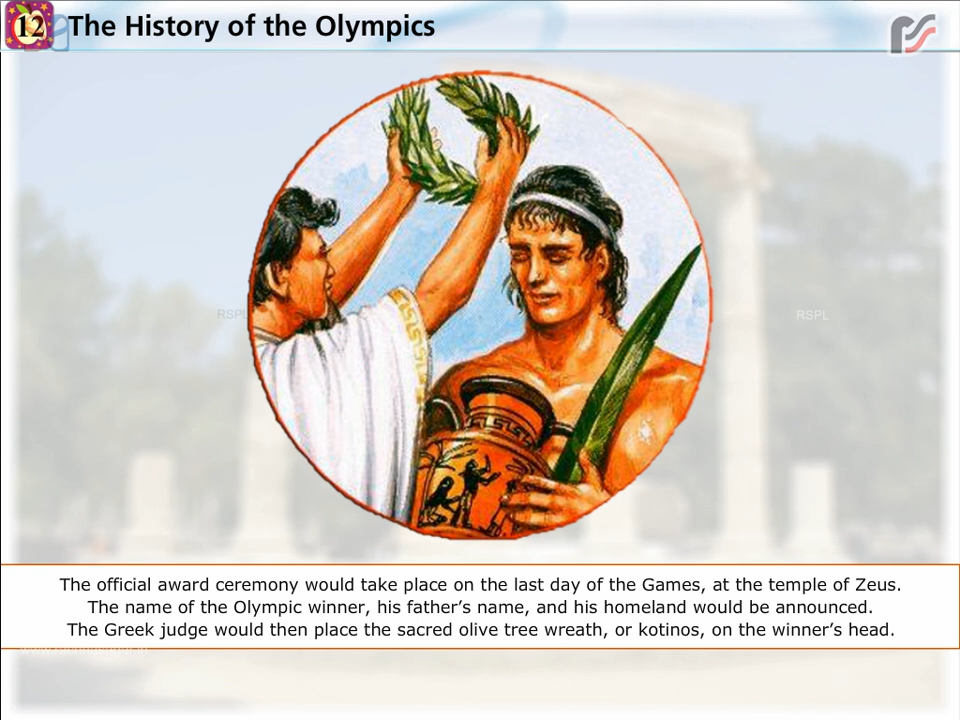 12 The History of the Olympics
RSPL RSPL
The official award ceremony would take place on the last day of the Games, at the temple of Zeus.
The name of the Olympic winner, his father’s name, and his homeland would be announced.
The Greek judge would then place the sacred olive tree wreath, or kotinos, on the winner’s head.